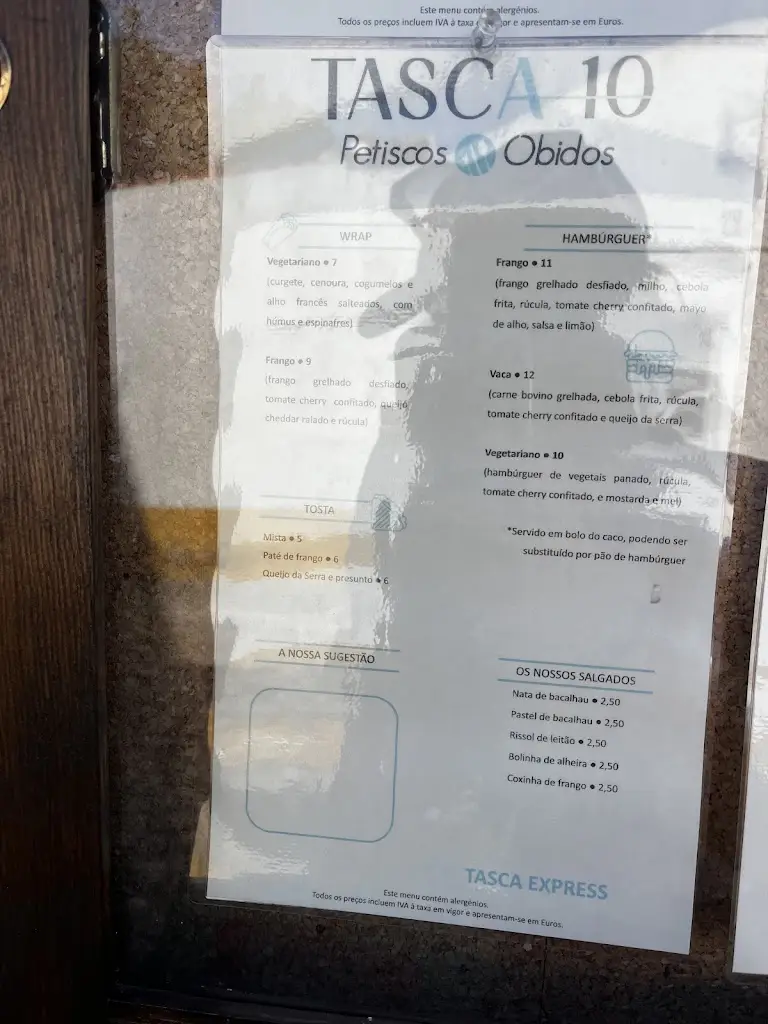 Este menu contém alergénios.
Todos os preços incluem IVA à taxa em vigor e apresentam-se em Euros.
TASCA 10
Petiscos Obidos
WRAP
Vegetariano • 7
(curgete, cenoura, cogumelos e
alho francês salteados, com
húmus e espinafres)
Frango • 9
(frango grelhado desfiado,
tomate cherry confitado, queijo
cheddar ralado e rúcula)
TOSTA
Mista • 5
Paté de frango • 6
Queijo da Serra e presunto • 6
A NOSSA SUGESTÃO
HAMBÚRGUER*
Frango • 11
(frango grelhado desfiado, milho, cebola
frita, rúcula, tomate cherry confitado, mayo
de alho, salsa e limão)
Vaca • 12
(carne bovino grelhada, cebola frita, rúcula,
tomate cherry confitado e queijo da serra)
Vegetariano • 10
(hambúrguer de vegetais panado, rúcula,
tomate cherry confitado, e mostarda e mel)
*Servido em bolo do caco, podendo ser
substituído por pão de hambúrguer
OS NOSSOS SALGADOS
Nata de bacalhau • 2,50
Pastel de bacalhau • 2,50
Rissol de leitão • 2,50
Bolinha de alheira • 2,50
Coxinha de frango • 2,50
TASCA EXPRESS
Este menu contém alergénios.
Todos os preços incluem IVA à taxa em vigor e apresentam-se em Euros.